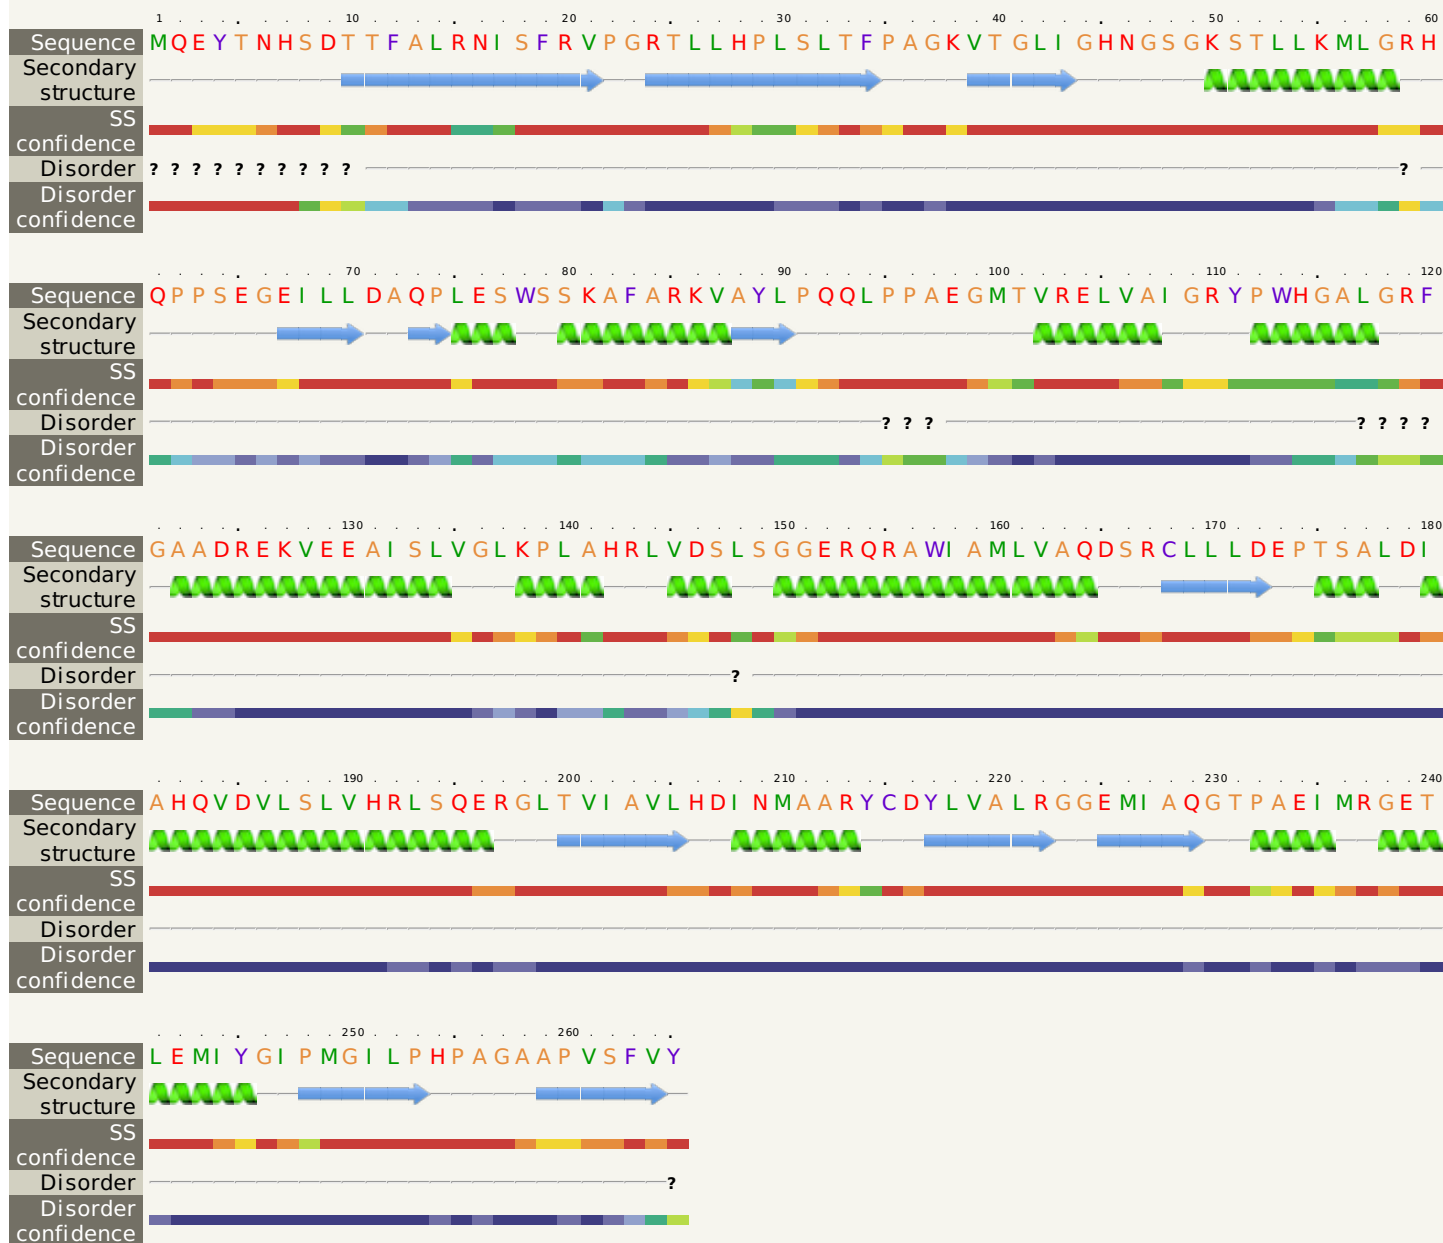 1 10 20 30 40 50 60
Sequence MQEYTNHSDTTFALRNISFRVPGRTLLHPLSLTFPAGKVTGLIGHNGSGKSTLLKMLGRH
Secondary
structure
SS
confidence
Disorder ? ? ? ? ? ? ? ? ? ? ?
Disorder
confidence
70 80 90 100 110 120
Sequence QPPSEGEILLDAQPLESWSSKAFARKVAYLPQQLPPAEGMTVRELVAIGRYPWHGALGRF
Secondary
structure
SS
confidence
Disorder ? ? ? ? ? ? ?
Disorder
confidence
130 140 150 160 170 180
Sequence GAADREKVEEAISLVGLKPLAHRLVDSLSGGERQRAWIAMLVAQDSRCLLLDEPTSALDI
Secondary
structure
SS
confidence
Disorder ?
Disorder
confidence
190 200 210 220 230 240
Sequence AHQVDVLSLVHRLSQERGLTVIAVLHDINMAARYCDYLVALRGGEMIAQGTPAEIMRGET
Secondary
structure
SS
confidence
Disorder
Disorder
confidence
250 260
Sequence LEMIYGIPMGILPHPAGAAPVSFVY
Secondary
structure
SS
confidence
Disorder ?
Disorder
confidence